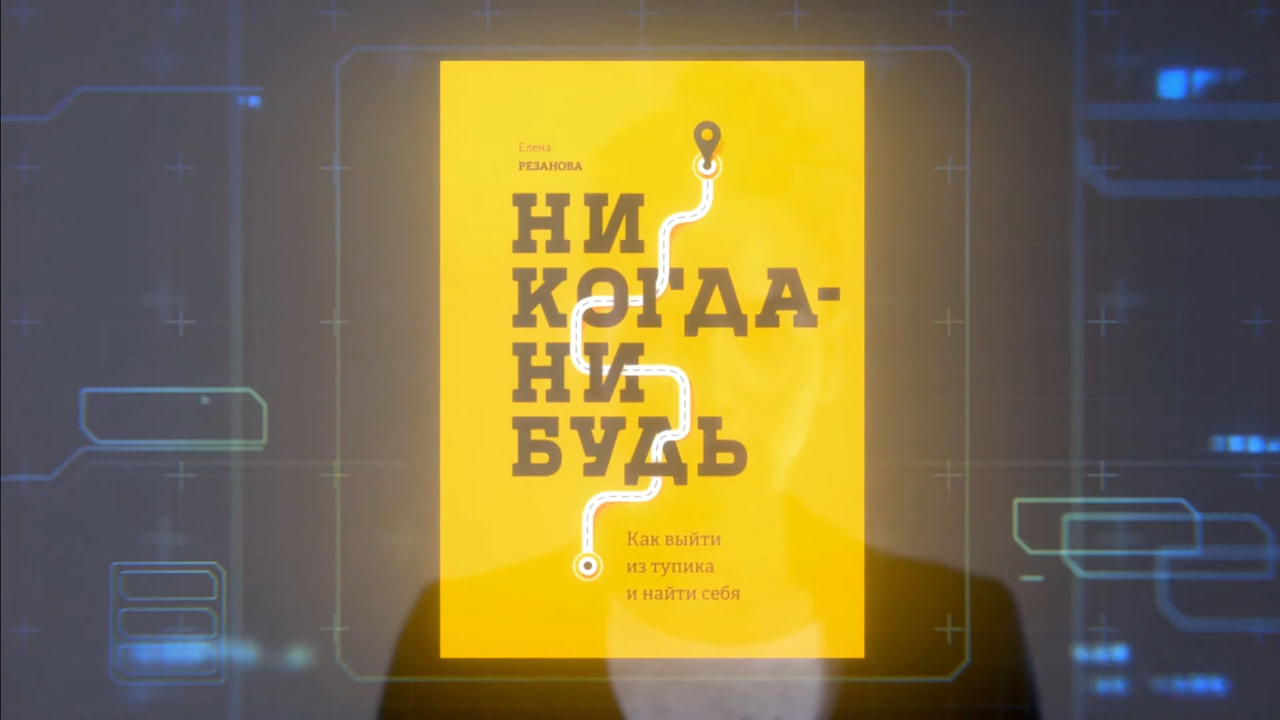 Елена
РЕЗАНОВА
НИ
КОГДА-
НИ
БУДЬ
Как выйти
из тупика
и найти себя